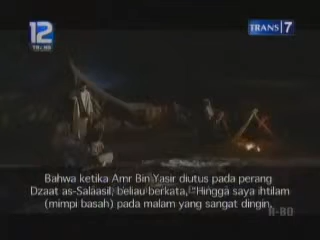 12
TRANS 7
Bahwa ketika Amr Bin Yasir diutus pada perang
Dzaat as-Salaasil, beliau berkata, "Hingga saya ihtilam
(mimpi basah) pada malam yang sangat dingin,
R-BO